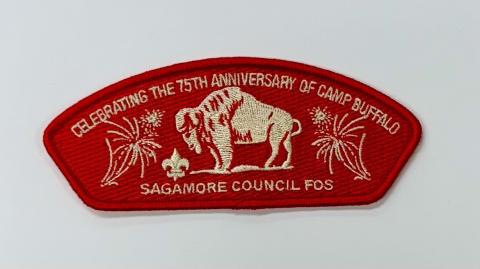 CELEBRATING THE 75TH ANNIVERSARY OF CAMP BUFFALO
SAGAMORE COUNCIL FOS